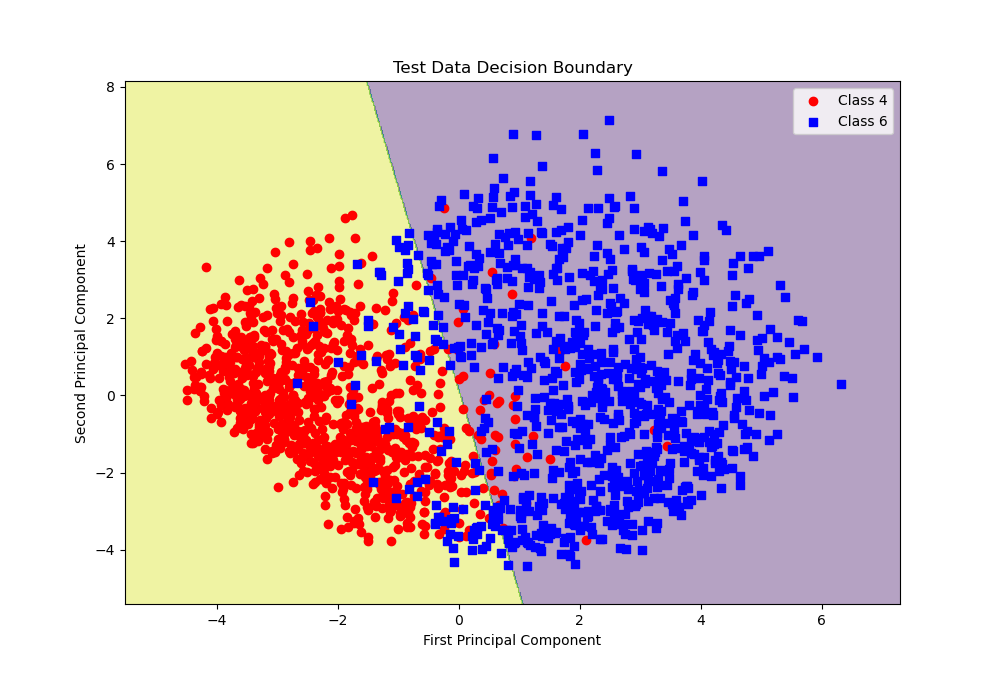 Test Data Decision Boundary
Class 4
Class 6
8
6
4
2
0
−2
−4
Second Principal Component
−4 −2 0 2 4 6
First Principal Component